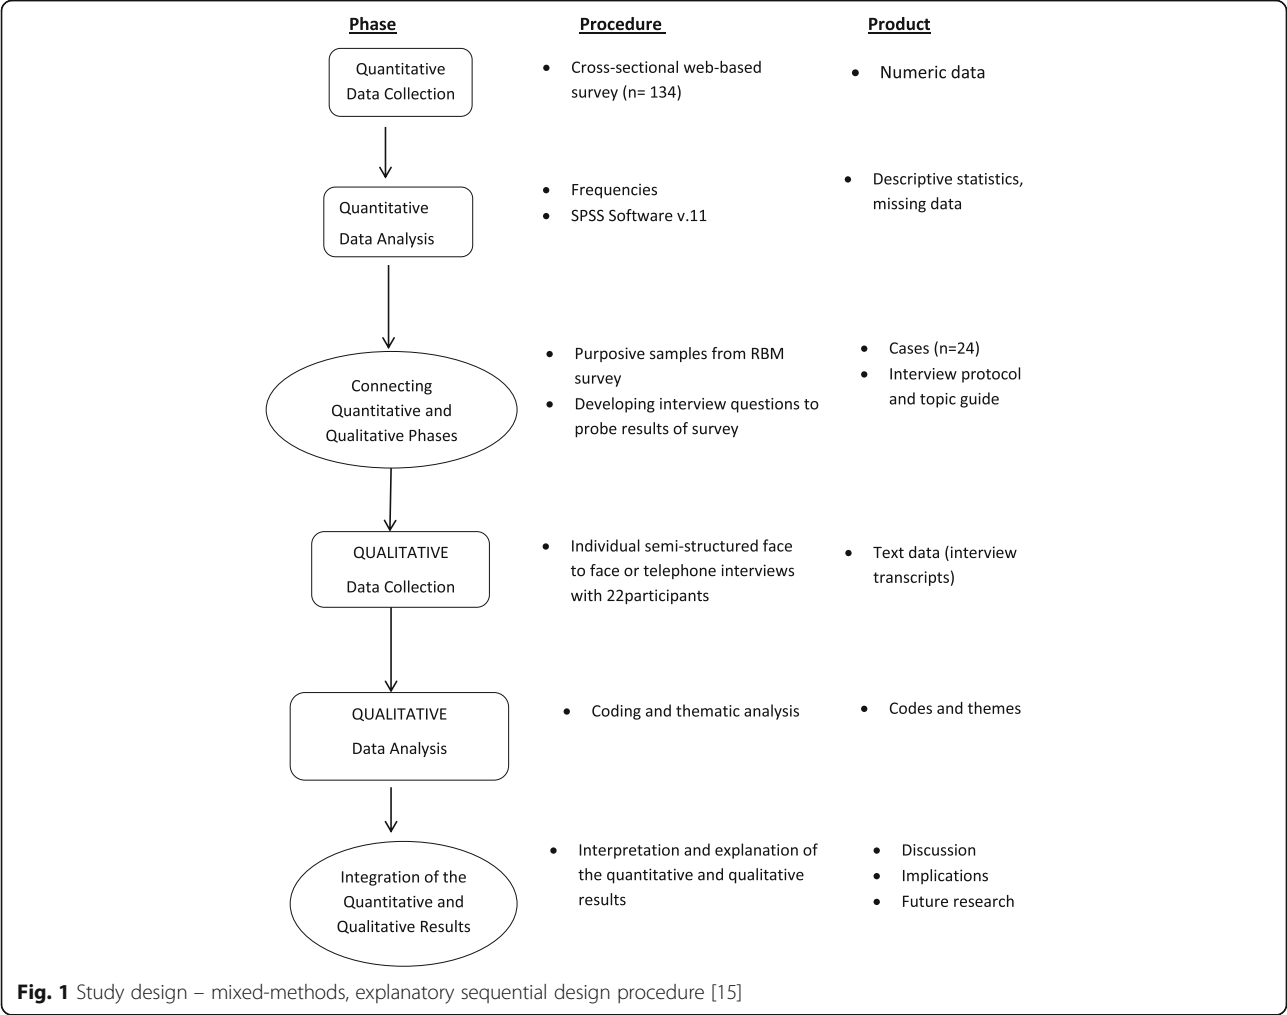 Phase Procedure Product
Quantitative
Data Collection
• Cross-sectional web-based
survey (n= 134)
• Numeric data
Quantitative
Data Analysis
• Frequencies
• SPSS Software v.11
• Descriptive statistics,
missing data
Connecting
Quantitative and
Qualitative Phases
• Purposive samples from RBM
survey
• Developing interview questions to
probe results of survey
• Cases (n=24)
• Interview protocol
and topic guide
QUALITATIVE
Data Collection
• Individual semi-structured face
to face or telephone interviews
with 22participants
• Text data (interview
transcripts)
QUALITATIVE
Data Analysis
• Coding and thematic analysis
• Codes and themes
Integration of the
Quantitative and
Qualitative Results
• Interpretation and explanation of
the quantitative and qualitative
results
• Discussion
• Implications
• Future research
Fig. 1 Study design – mixed-methods, explanatory sequential design procedure [15]